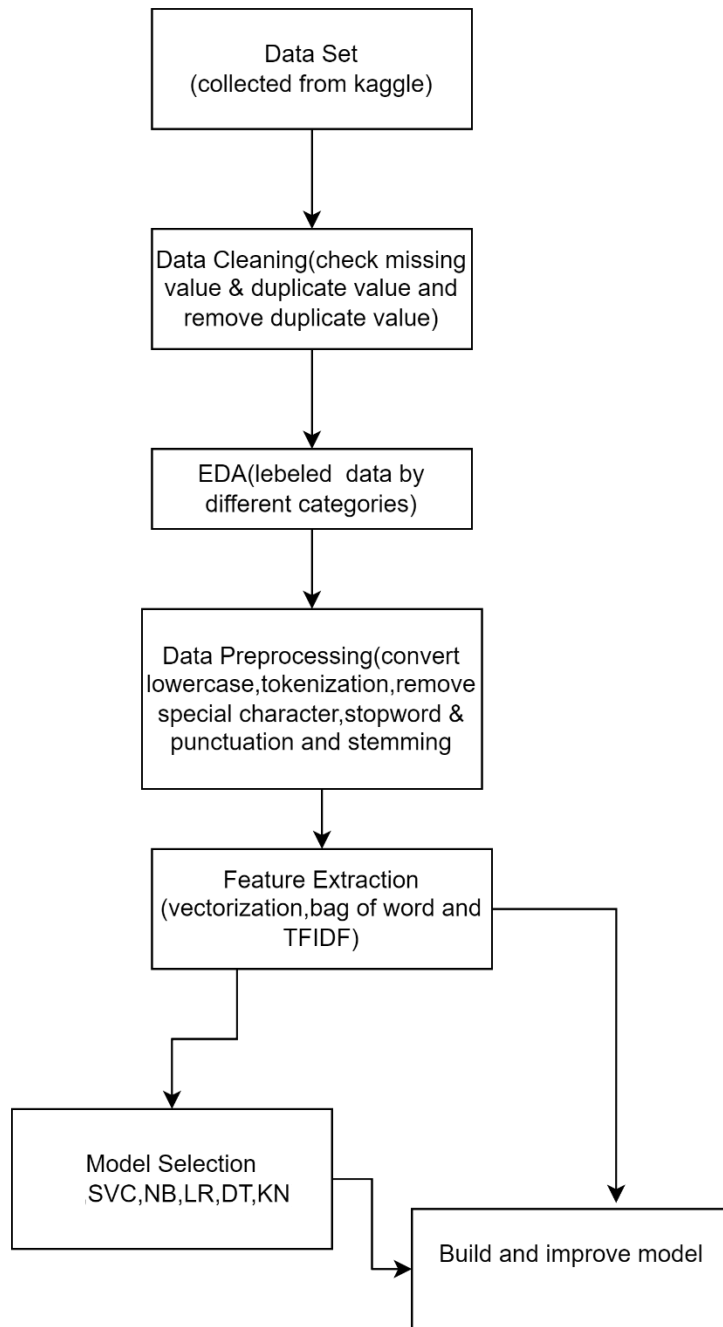 Data Set
(collected from kaggle)
Data Cleaning(check missing
value & duplicate value and
remove duplicate value)
EDA(lebeled data by
different categories)
Data Preprocessing(convert
lowercase,tokenization,remove
special character,stopword &
punctuation and stemming
Feature Extraction
(vectorization,bag of word and
TFIDF)
Model Selection
,SVC,NB,LR,DT,KN
Build and improve model